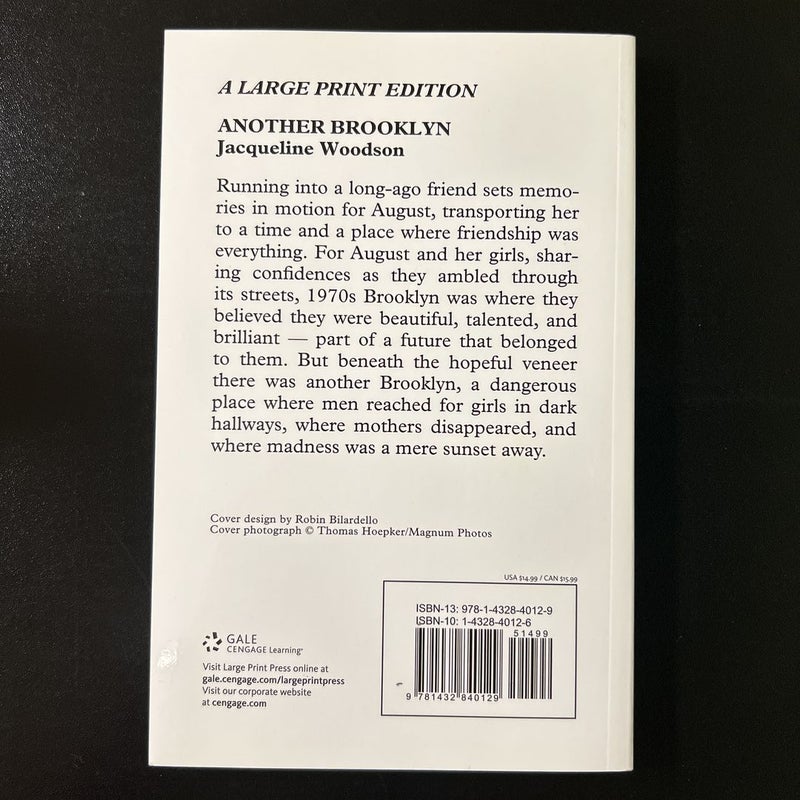 A LARGE PRINT EDITION
ANOTHER BROOKLYN
Jacqueline Woodson
Running into a long-ago friend sets memo-
ries in motion for August, transporting her
to a time and a place where friendship was
everything. For August and her girls, shar-
ing confidences as they ambled through
its streets, 1970s Brooklyn was where they
believed they were beautiful, talented, and
brilliant — part of a future that belonged
to them. But beneath the hopeful veneer
there was another Brooklyn, a dangerous
place where men reached for girls in dark
hallways, where mothers disappeared, and
where madness was a mere sunset away.
Cover design by Robin Bilardello
Cover photograph © Thomas Hoepker/Magnum Photos
USA $14.99 / CAN $15.99
ISBN-13: 978-1-4328-4012-9
ISBN-10: 1-4328-4012-6
51499
9 781432 840129
GALE
CENGAGE Learning®
Visit Large Print Press online at
gale.cengage.com/largeprintpress
Visit our corporate website
at cengage.com